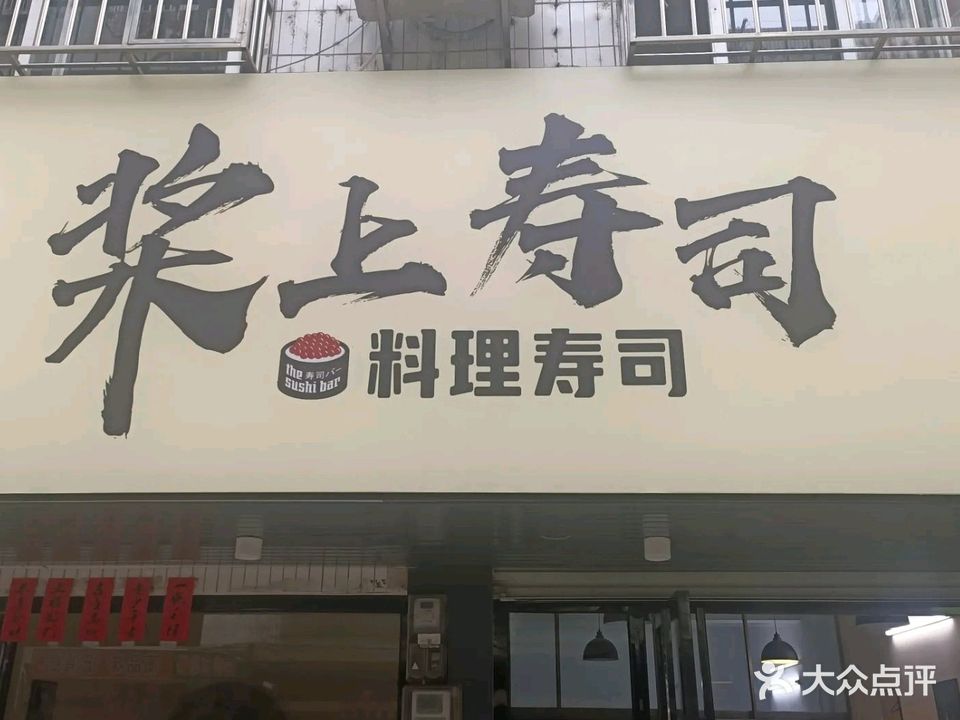 桨上寿司
the 寿司バー
sushi bar
料理寿司
大众点评